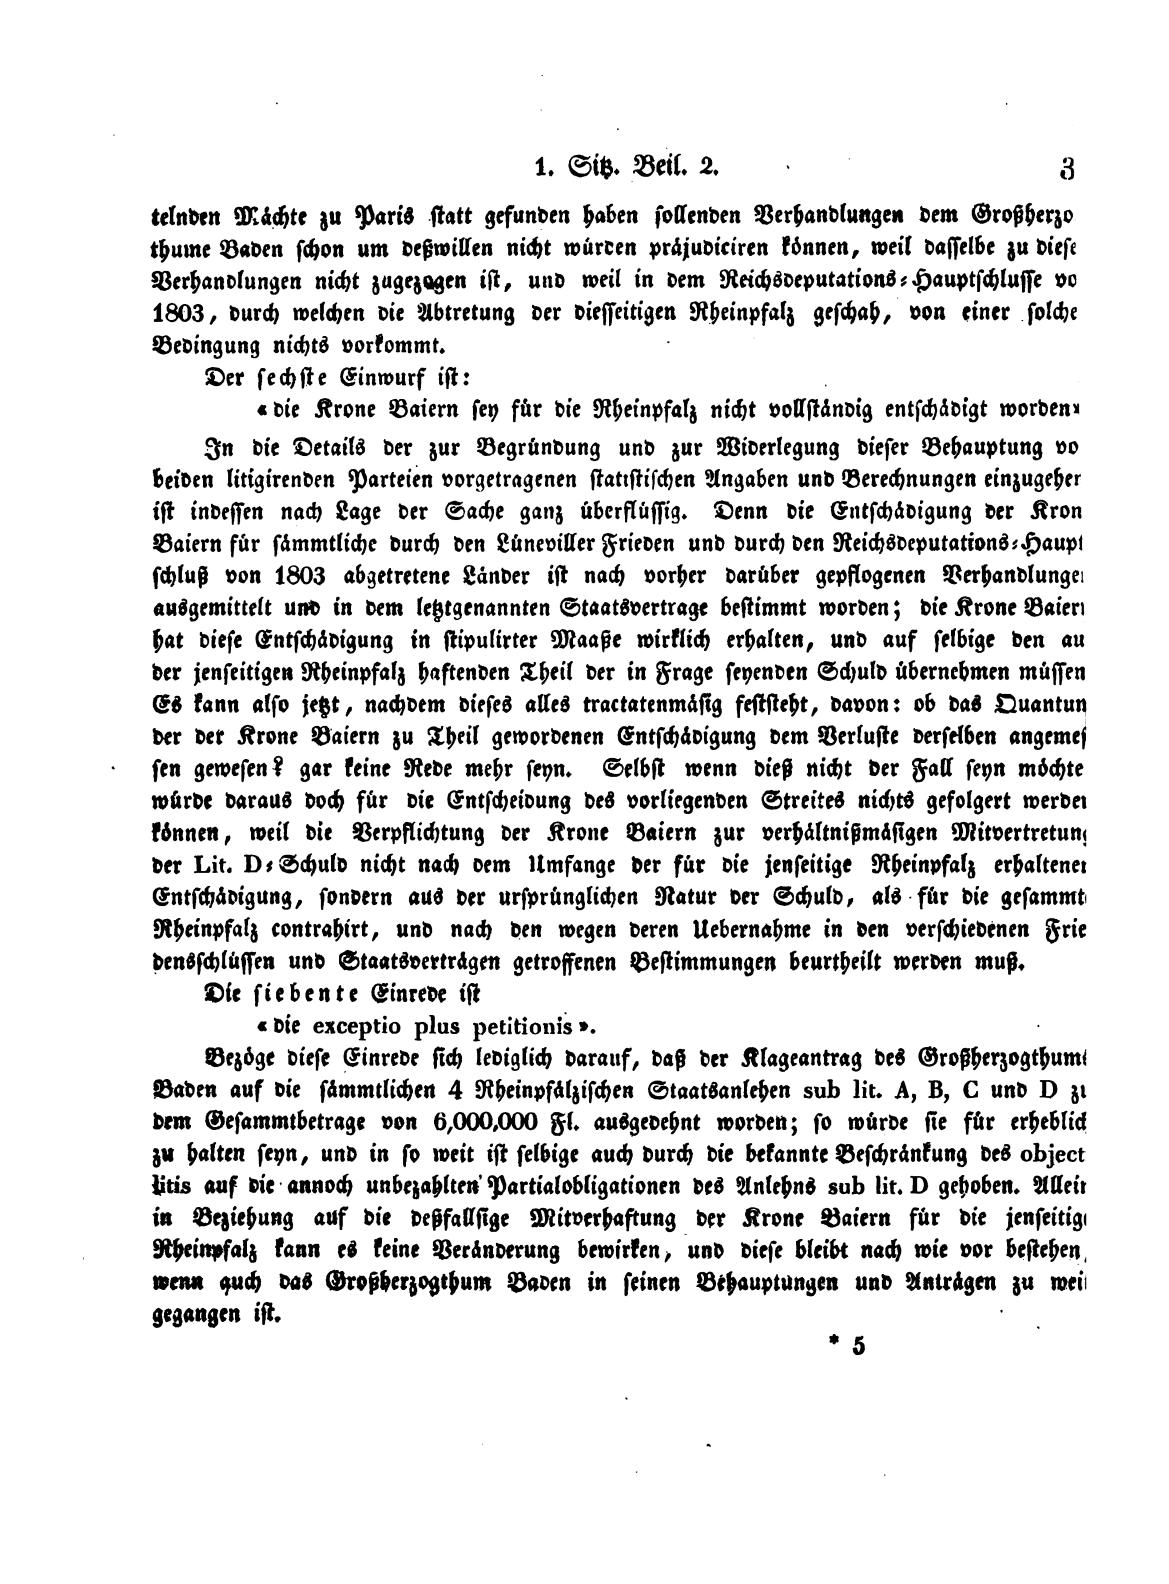 1. Sitz. Beil. 2. 3
telnden Mächte zu Paris statt gefunden haben sollenden Verhandlungen dem Großherzo
thume Baden schon um deßwillen nicht würden präjudiciren können, weil dasselbe zu diese
Verhandlungen nicht zugezogen ist, und weil in dem Reichsdeputations-Hauptschlusse vo
1803, durch welchen die Abtretung der diesseitigen Rheinpfalz geschah, von einer solche
Bedingung nichts vorkommt.
Der sechste Einwurf ist:
«die Krone Baiern sey für die Rheinpfalz nicht vollständig entschädigt worden»
In die Details der zur Begründung und zur Widerlegung dieser Behauptung vo
beiden litigirenden Parteien vorgetragenen statistischen Angaben und Berechnungen einzugehen
ist indessen nach Lage der Sache ganz überflüssig. Denn die Entschädigung der Kron
Baiern für sämmtliche durch den Lüneviller Frieden und durch den Reichsdeputations-Haupt
schluß von 1803 abgetretene Länder ist nach vorher darüber gepflogenen Verhandlungen
ausgemittelt und in dem letztgenannten Staatsvertrage bestimmt worden; die Krone Baiern
hat diese Entschädigung in stipulirter Maaße wirklich erhalten, und auf selbige den au
der jenseitigen Rheinpfalz haftenden Theil der in Frage seyenden Schuld übernehmen müssen
Es kann also jetzt, nachdem dieses alles tractatenmäsig feststeht, davon: ob das Quantum
der der Krone Baiern zu Theil gewordenen Entschädigung dem Verluste derselben angemes
sen gewesen? gar keine Rede mehr seyn. Selbst wenn dieß nicht der Fall seyn möchte
würde daraus doch für die Entscheidung des vorliegenden Streites nichts gefolgert werden
können, weil die Verpflichtung der Krone Baiern zur verhältnißmäsigen Mitvertretung
der Lit. D-Schuld nicht nach dem Umfange der für die jenseitige Rheinpfalz erhaltenen
Entschädigung, sondern aus der ursprünglichen Natur der Schuld, als für die gesammte
Rheinpfalz contrahirt, und nach den wegen deren Uebernahme in den verschiedenen Frie
densschlüssen und Staatsverträgen getroffenen Bestimmungen beurtheilt werden muß.
Die siebente Einrede ist
«die exceptio plus petitionis».
Bezöge diese Einrede sich lediglich darauf, daß der Klageantrag des Großherzogthums
Baden auf die sämmtlichen 4 Rheinpfälzischen Staatsanlehen sub lit. A, B, C und D zu
dem Gesammtbetrage von 6,000,000 Fl. ausgedehnt worden; so würde sie für erheblich
zu halten seyn, und in so weit ist selbige auch durch die bekannte Beschränkung des object
litis auf die annoch unbezahlten Partialobligationen des Anlehns sub lit. D gehoben. Allein
in Beziehung auf die deßfallsige Mitverhaftung der Krone Baiern für die jenseitige
Rheinpfalz kann es keine Veränderung bewirken, und diese bleibt nach wie vor bestehen,
wenn auch das Großherzogthum Baden in seinen Behauptungen und Anträgen zu weit
gegangen ist.
* 5